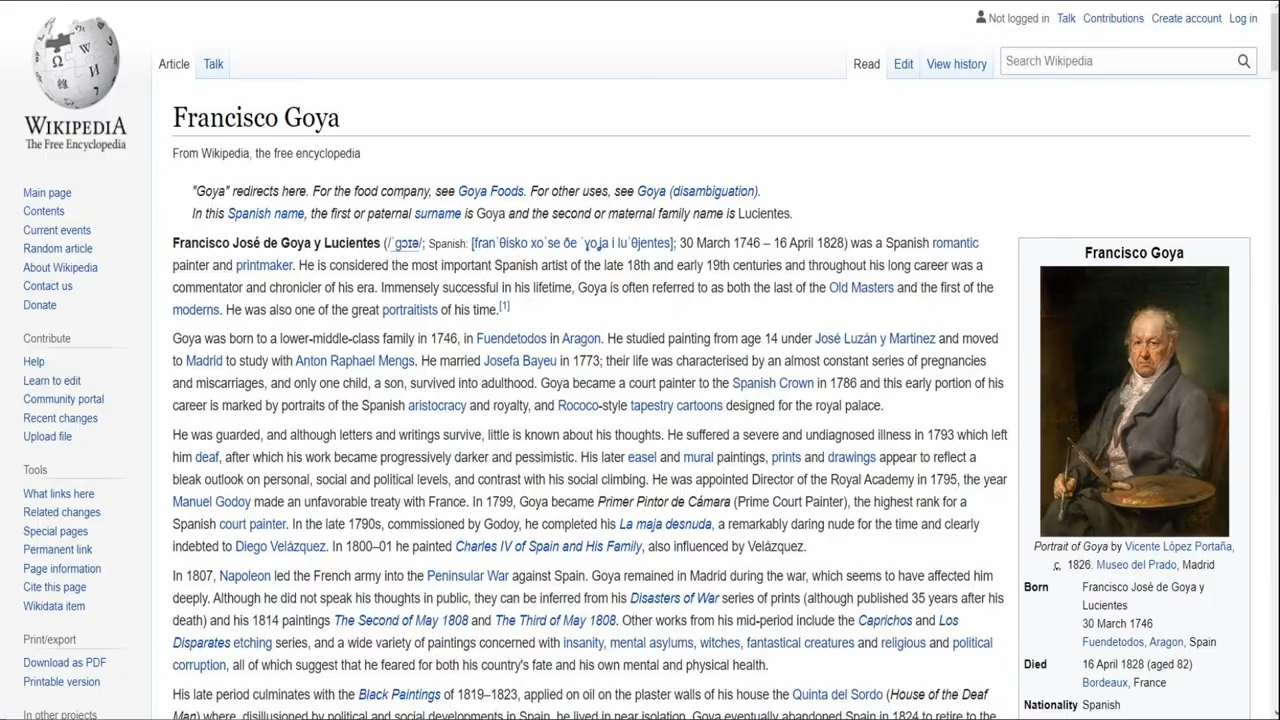 Not logged in Talk Contributions Create account Log in
Article Talk Read Edit View history Search Wikipedia
WIKIPEDIA
The Free Encyclopedia
Main page
Contents
Current events
Random article
About Wikipedia
Contact us
Donate
Contribute
Help
Learn to edit
Community portal
Recent changes
Upload file
Tools
What links here
Related changes
Special pages
Permanent link
Page information
Cite this page
Wikidata item
Print/export
Download as PDF
Printable version
In other projects
Francisco Goya
From Wikipedia, the free encyclopedia
"Goya" redirects here. For the food company, see Goya Foods. For other uses, see Goya (disambiguation).
In this Spanish name, the first or paternal surname is Goya and the second or maternal family name is Lucientes.
Francisco José de Goya y Lucientes (/ˈɡɔɪə/; Spanish: [fɾanˈθisko xoˈse ðe ˈɣoʝa i luˈθjentes]; 30 March 1746 – 16 April 1828) was a Spanish romantic
painter and printmaker. He is considered the most important Spanish artist of the late 18th and early 19th centuries and throughout his long career was a
commentator and chronicler of his era. Immensely successful in his lifetime, Goya is often referred to as both the last of the Old Masters and the first of the
moderns. He was also one of the great portraitists of his time.[1]
Goya was born to a lower-middle-class family in 1746, in Fuendetodos in Aragon. He studied painting from age 14 under José Luzán y Martinez and moved
to Madrid to study with Anton Raphael Mengs. He married Josefa Bayeu in 1773; their life was characterised by an almost constant series of pregnancies
and miscarriages, and only one child, a son, survived into adulthood. Goya became a court painter to the Spanish Crown in 1786 and this early portion of his
career is marked by portraits of the Spanish aristocracy and royalty, and Rococo-style tapestry cartoons designed for the royal palace.
He was guarded, and although letters and writings survive, little is known about his thoughts. He suffered a severe and undiagnosed illness in 1793 which left
him deaf, after which his work became progressively darker and pessimistic. His later easel and mural paintings, prints and drawings appear to reflect a
bleak outlook on personal, social and political levels, and contrast with his social climbing. He was appointed Director of the Royal Academy in 1795, the year
Manuel Godoy made an unfavorable treaty with France. In 1799, Goya became Primer Pintor de Cámara (Prime Court Painter), the highest rank for a
Spanish court painter. In the late 1790s, commissioned by Godoy, he completed his La maja desnuda, a remarkably daring nude for the time and clearly
indebted to Diego Velázquez. In 1800–01 he painted Charles IV of Spain and His Family, also influenced by Velázquez.
In 1807, Napoleon led the French army into the Peninsular War against Spain. Goya remained in Madrid during the war, which seems to have affected him
deeply. Although he did not speak his thoughts in public, they can be inferred from his Disasters of War series of prints (although published 35 years after his
death) and his 1814 paintings The Second of May 1808 and The Third of May 1808. Other works from his mid-period include the Caprichos and Los
Disparates etching series, and a wide variety of paintings concerned with insanity, mental asylums, witches, fantastical creatures and religious and political
corruption, all of which suggest that he feared for both his country's fate and his own mental and physical health.
His late period culminates with the Black Paintings of 1819–1823, applied on oil on the plaster walls of his house the Quinta del Sordo (House of the Deaf
Man) where, disillusioned by political and social developments in Spain, he lived in near isolation. Goya eventually abandoned Spain in 1824 to retire to the
Francisco Goya
Portrait of Goya by Vicente López Portaña,
c. 1826. Museo del Prado, Madrid
Born Francisco José de Goya y
Lucientes
30 March 1746
Fuendetodos, Aragon, Spain
Died 16 April 1828 (aged 82)
Bordeaux, France
Nationality Spanish